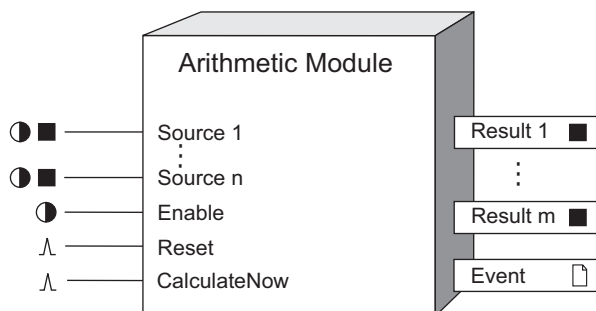 Arithmetic Module
Source 1
Source n
Enable
Reset
CalculateNow
Result 1
Result m
Event